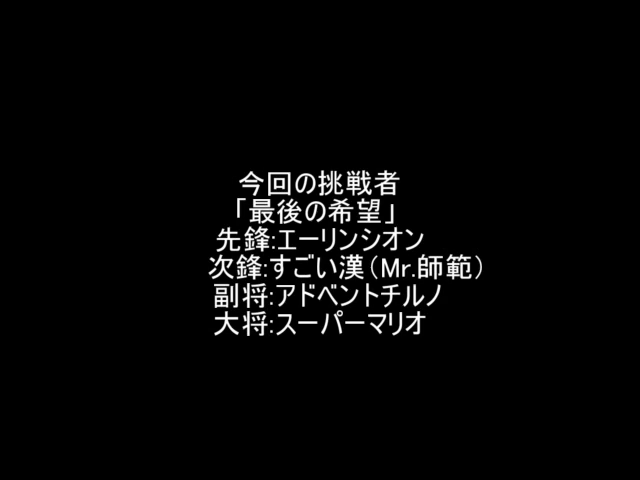 今回の挑戦者
「最後の希望」
先鋒:エーリンシオン
次鋒:すごい漢(Mr.師範)
副将:アドベントチルノ
大将:スーパーマリオ